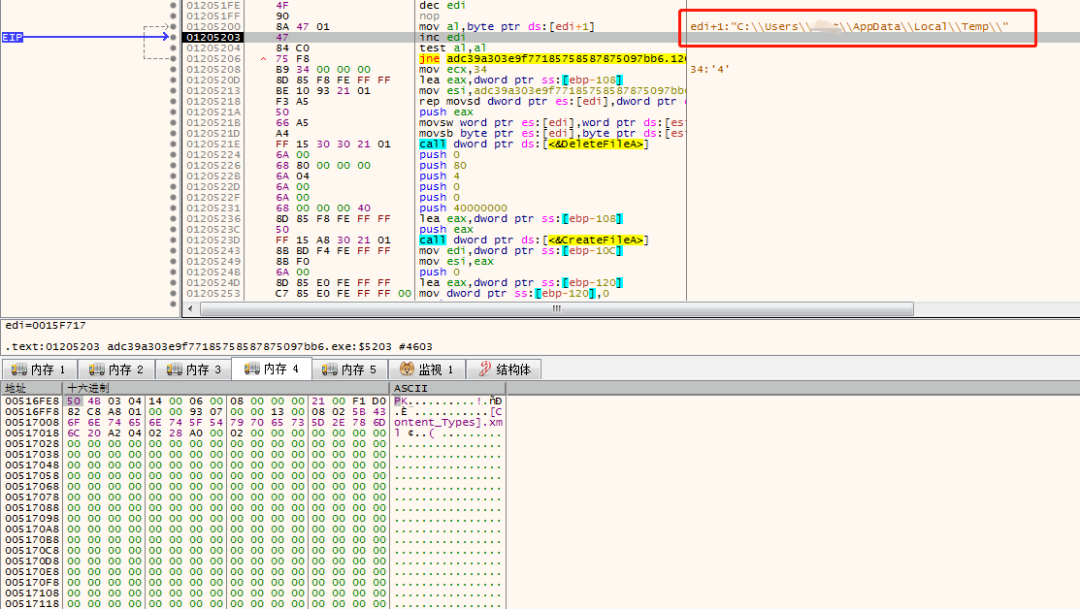 012051FE 4F dec edi
012051FF 90 nop
01205200 8A 47 01 mov al,byte ptr ds:[edi+1] edi+1:"C:\\Users\\ \\AppData\\Local\\Temp\\"
EIP 01205203 47 inc edi
01205204 84 C0 test al,al
01205206 75 F8 jne adc39a303e9f77185758587875097bb6.120
01205208 B9 34 00 00 00 mov ecx,34 34:'4'
0120520D 8D 85 F8 FE FF FF lea eax,dword ptr ss:[ebp-108]
01205213 BE 10 93 21 01 mov esi,adc39a303e9f77185758587875097bb6
01205218 F3 A5 rep movsd dword ptr es:[edi],dword ptr
0120521A 50 push eax
0120521B 66 A5 movsw word ptr es:[edi],word ptr ds:[es
0120521D A4 movsb byte ptr es:[edi],byte ptr ds:[es
0120521E FF 15 30 30 21 01 call dword ptr ds:[<&DeleteFileA>]
01205224 6A 00 push 0
01205226 68 80 00 00 00 push 80
0120522B 6A 04 push 4
0120522D 6A 00 push 0
0120522F 6A 00 push 0
01205231 68 00 00 00 40 push 40000000
01205236 8D 85 F8 FE FF FF lea eax,dword ptr ss:[ebp-108]
0120523C 50 push eax
0120523D FF 15 A8 30 21 01 call dword ptr ds:[<&CreateFileA>]
01205243 8B BD F4 FE FF FF mov edi,dword ptr ss:[ebp-10C]
01205249 8B F0 mov esi,eax
0120524B 6A 00 push 0
0120524D 8D 85 E0 FE FF FF lea eax,dword ptr ss:[ebp-120]
01205253 C7 85 E0 FE FF FF 00 mov dword ptr ss:[ebp-120],0
edi=0015F717
.text:01205203 adc39a303e9f77185758587875097bb6.exe:$5203 #4603
内存 1 内存 2 内存 3 内存 4 内存 5 监视 1 结构体
地址 十六进制 ASCII
00516FE8 50 4B 03 04 14 00 06 00 08 00 00 00 21 00 F1 D0 PK..........!.ñÐ
00516FF8 82 C8 A8 01 00 00 93 07 00 00 13 00 08 02 5B 43 .È¨...........[C
00517008 6F 6E 74 65 6E 74 5F 54 79 70 65 73 5D 2E 78 6D ontent_Types].xm
00517018 6C 20 A2 04 02 28 A0 00 02 00 00 00 00 00 00 00 l ¢..( .........
00517028 00 00 00 00 00 00 00 00 00 00 00 00 00 00 00 00 ................
00517038 00 00 00 00 00 00 00 00 00 00 00 00 00 00 00 00 ................
00517048 00 00 00 00 00 00 00 00 00 00 00 00 00 00 00 00 ................
00517058 00 00 00 00 00 00 00 00 00 00 00 00 00 00 00 00 ................
00517068 00 00 00 00 00 00 00 00 00 00 00 00 00 00 00 00 ................
00517078 00 00 00 00 00 00 00 00 00 00 00 00 00 00 00 00 ................
00517088 00 00 00 00 00 00 00 00 00 00 00 00 00 00 00 00 ................
00517098 00 00 00 00 00 00 00 00 00 00 00 00 00 00 00 00 ................
005170A8 00 00 00 00 00 00 00 00 00 00 00 00 00 00 00 00 ................
005170B8 00 00 00 00 00 00 00 00 00 00 00 00 00 00 00 00 ................
005170C8 00 00 00 00 00 00 00 00 00 00 00 00 00 00 00 00 ................
005170D8 00 00 00 00 00 00 00 00 00 00 00 00 00 00 00 00 ................
005170E8 00 00 00 00 00 00 00 00 00 00 00 00 00 00 00 00 ................
005170F8 00 00 00 00 00 00 00 00 00 00 00 00 00 00 00 00 ................
00517108 00 00 00 00 00 00 00 00 00 00 00 00 00 00 00 00 ................
00517118 00 00 00 00 00 00 00 00 00 00 00 00 00 00 00 00 ................